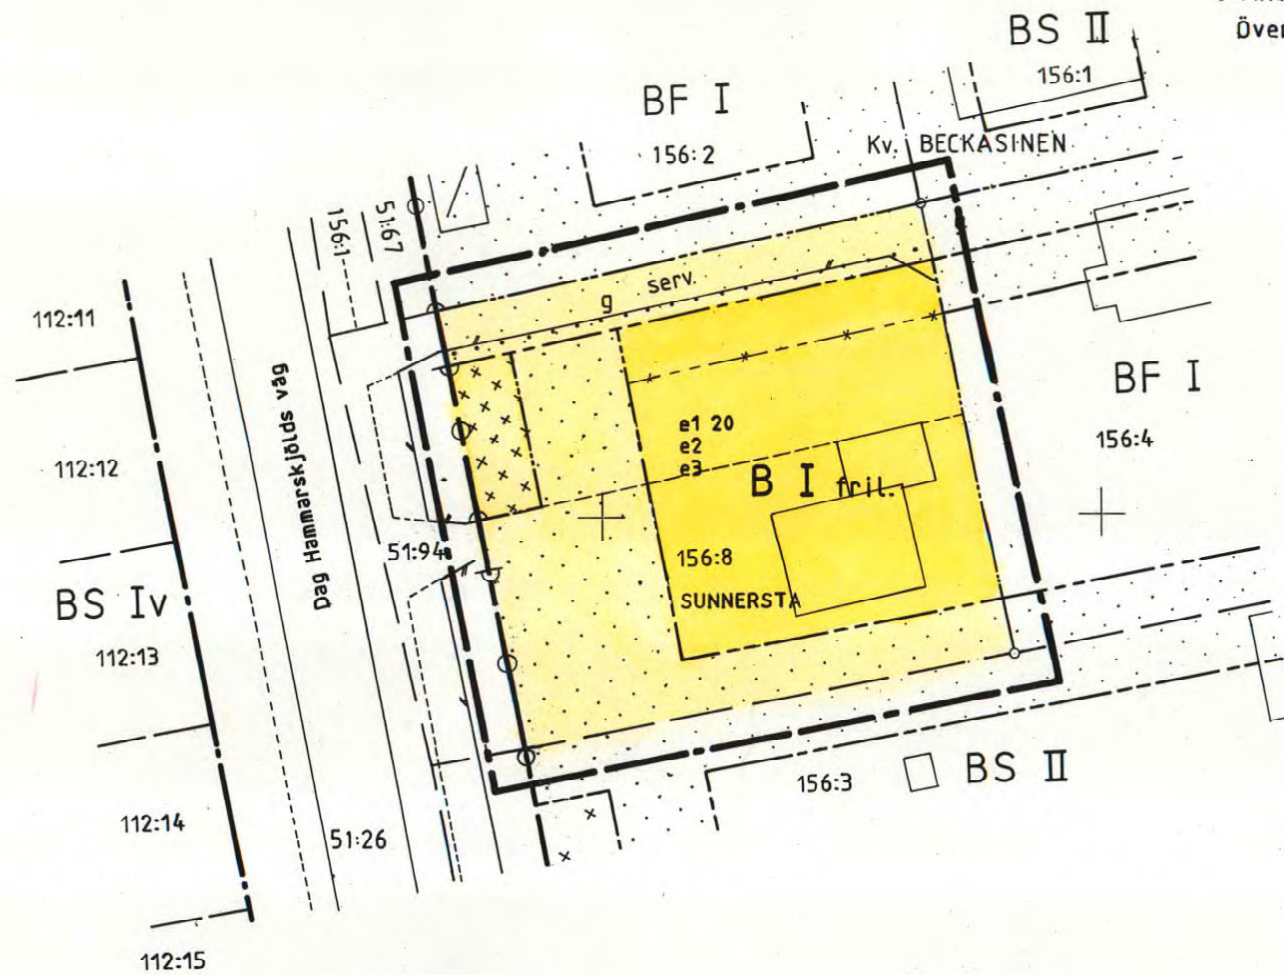 BS II
156:1
BF I
156:2
Kv. BECKASINEN
51:67
156:1
g serv.
112:11
Dag Hammarskjölds väg
BF I
e1 20
e2
e3
156:4
112:12
B I fril.
51:94
156:8
BS Iv
SUNNERSTA
112:13
156:3
BS II
112:14
51:26
112:15